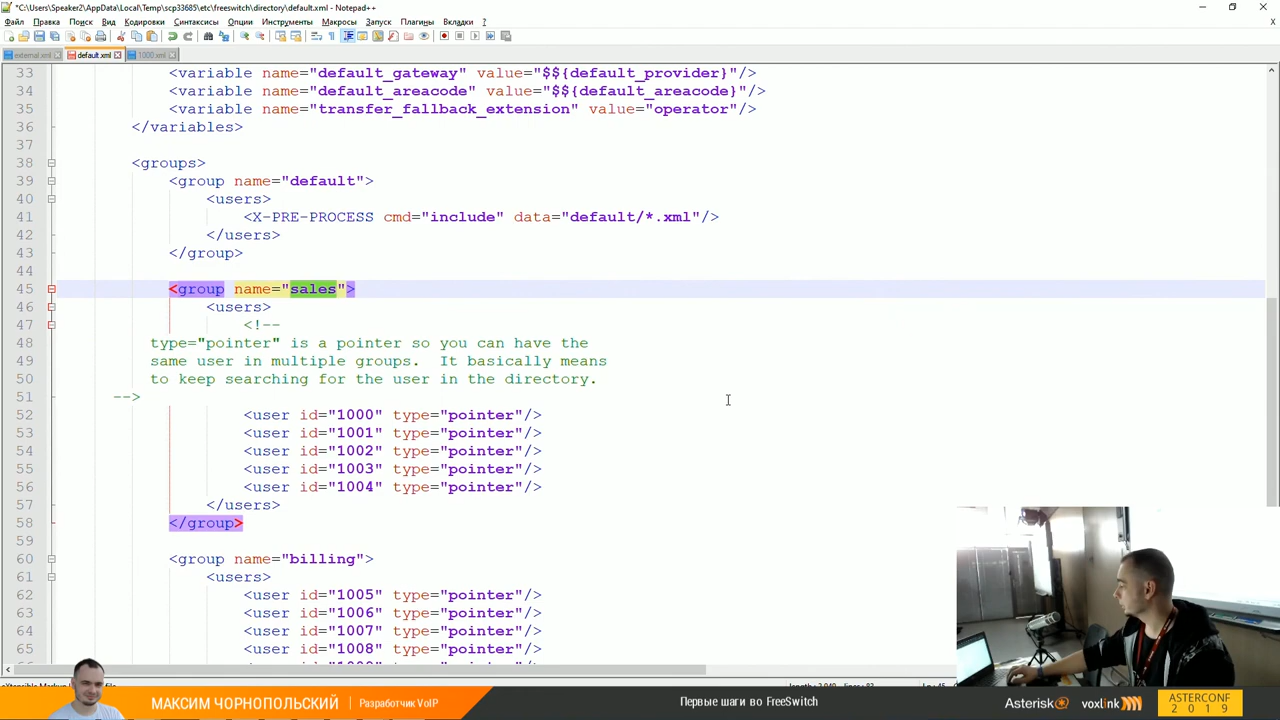 *C:\Users\Speaker2\AppData\Local\Temp\scp33685\etc\freeswitch\directory\default.xml - Notepad++
Файл Правка Поиск Вид Кодировки Синтаксисы Опции Инструменты Макросы Запуск Плагины Вкладки ?
external.xml default.xml 1000.xml
33 <variable name="default_gateway" value="$${default_provider}"/>
34 <variable name="default_areacode" value="$${default_areacode}"/>
35 <variable name="transfer_fallback_extension" value="operator"/>
36 </variables>
37
38 <groups>
39 <group name="default">
40 <users>
41 <X-PRE-PROCESS cmd="include" data="default/*.xml"/>
42 </users>
43 </group>
44
45 <group name="sales">
46 <users>
47 <!--
48 type="pointer" is a pointer so you can have the
49 same user in multiple groups.  It basically means
50 to keep searching for the user in the directory.
51 -->
52 <user id="1000" type="pointer"/>
53 <user id="1001" type="pointer"/>
54 <user id="1002" type="pointer"/>
55 <user id="1003" type="pointer"/>
56 <user id="1004" type="pointer"/>
57 </users>
58 </group>
59
60 <group name="billing">
61 <users>
62 <user id="1005" type="pointer"/>
63 <user id="1006" type="pointer"/>
64 <user id="1007" type="pointer"/>
65 <user id="1008" type="pointer"/>
МАКСИМ ЧОРНОПОЛЬСКИЙ Разработчик VoIP
Первые шаги во FreeSwitch
Asterisk voxlink
ASTERCONF
2019